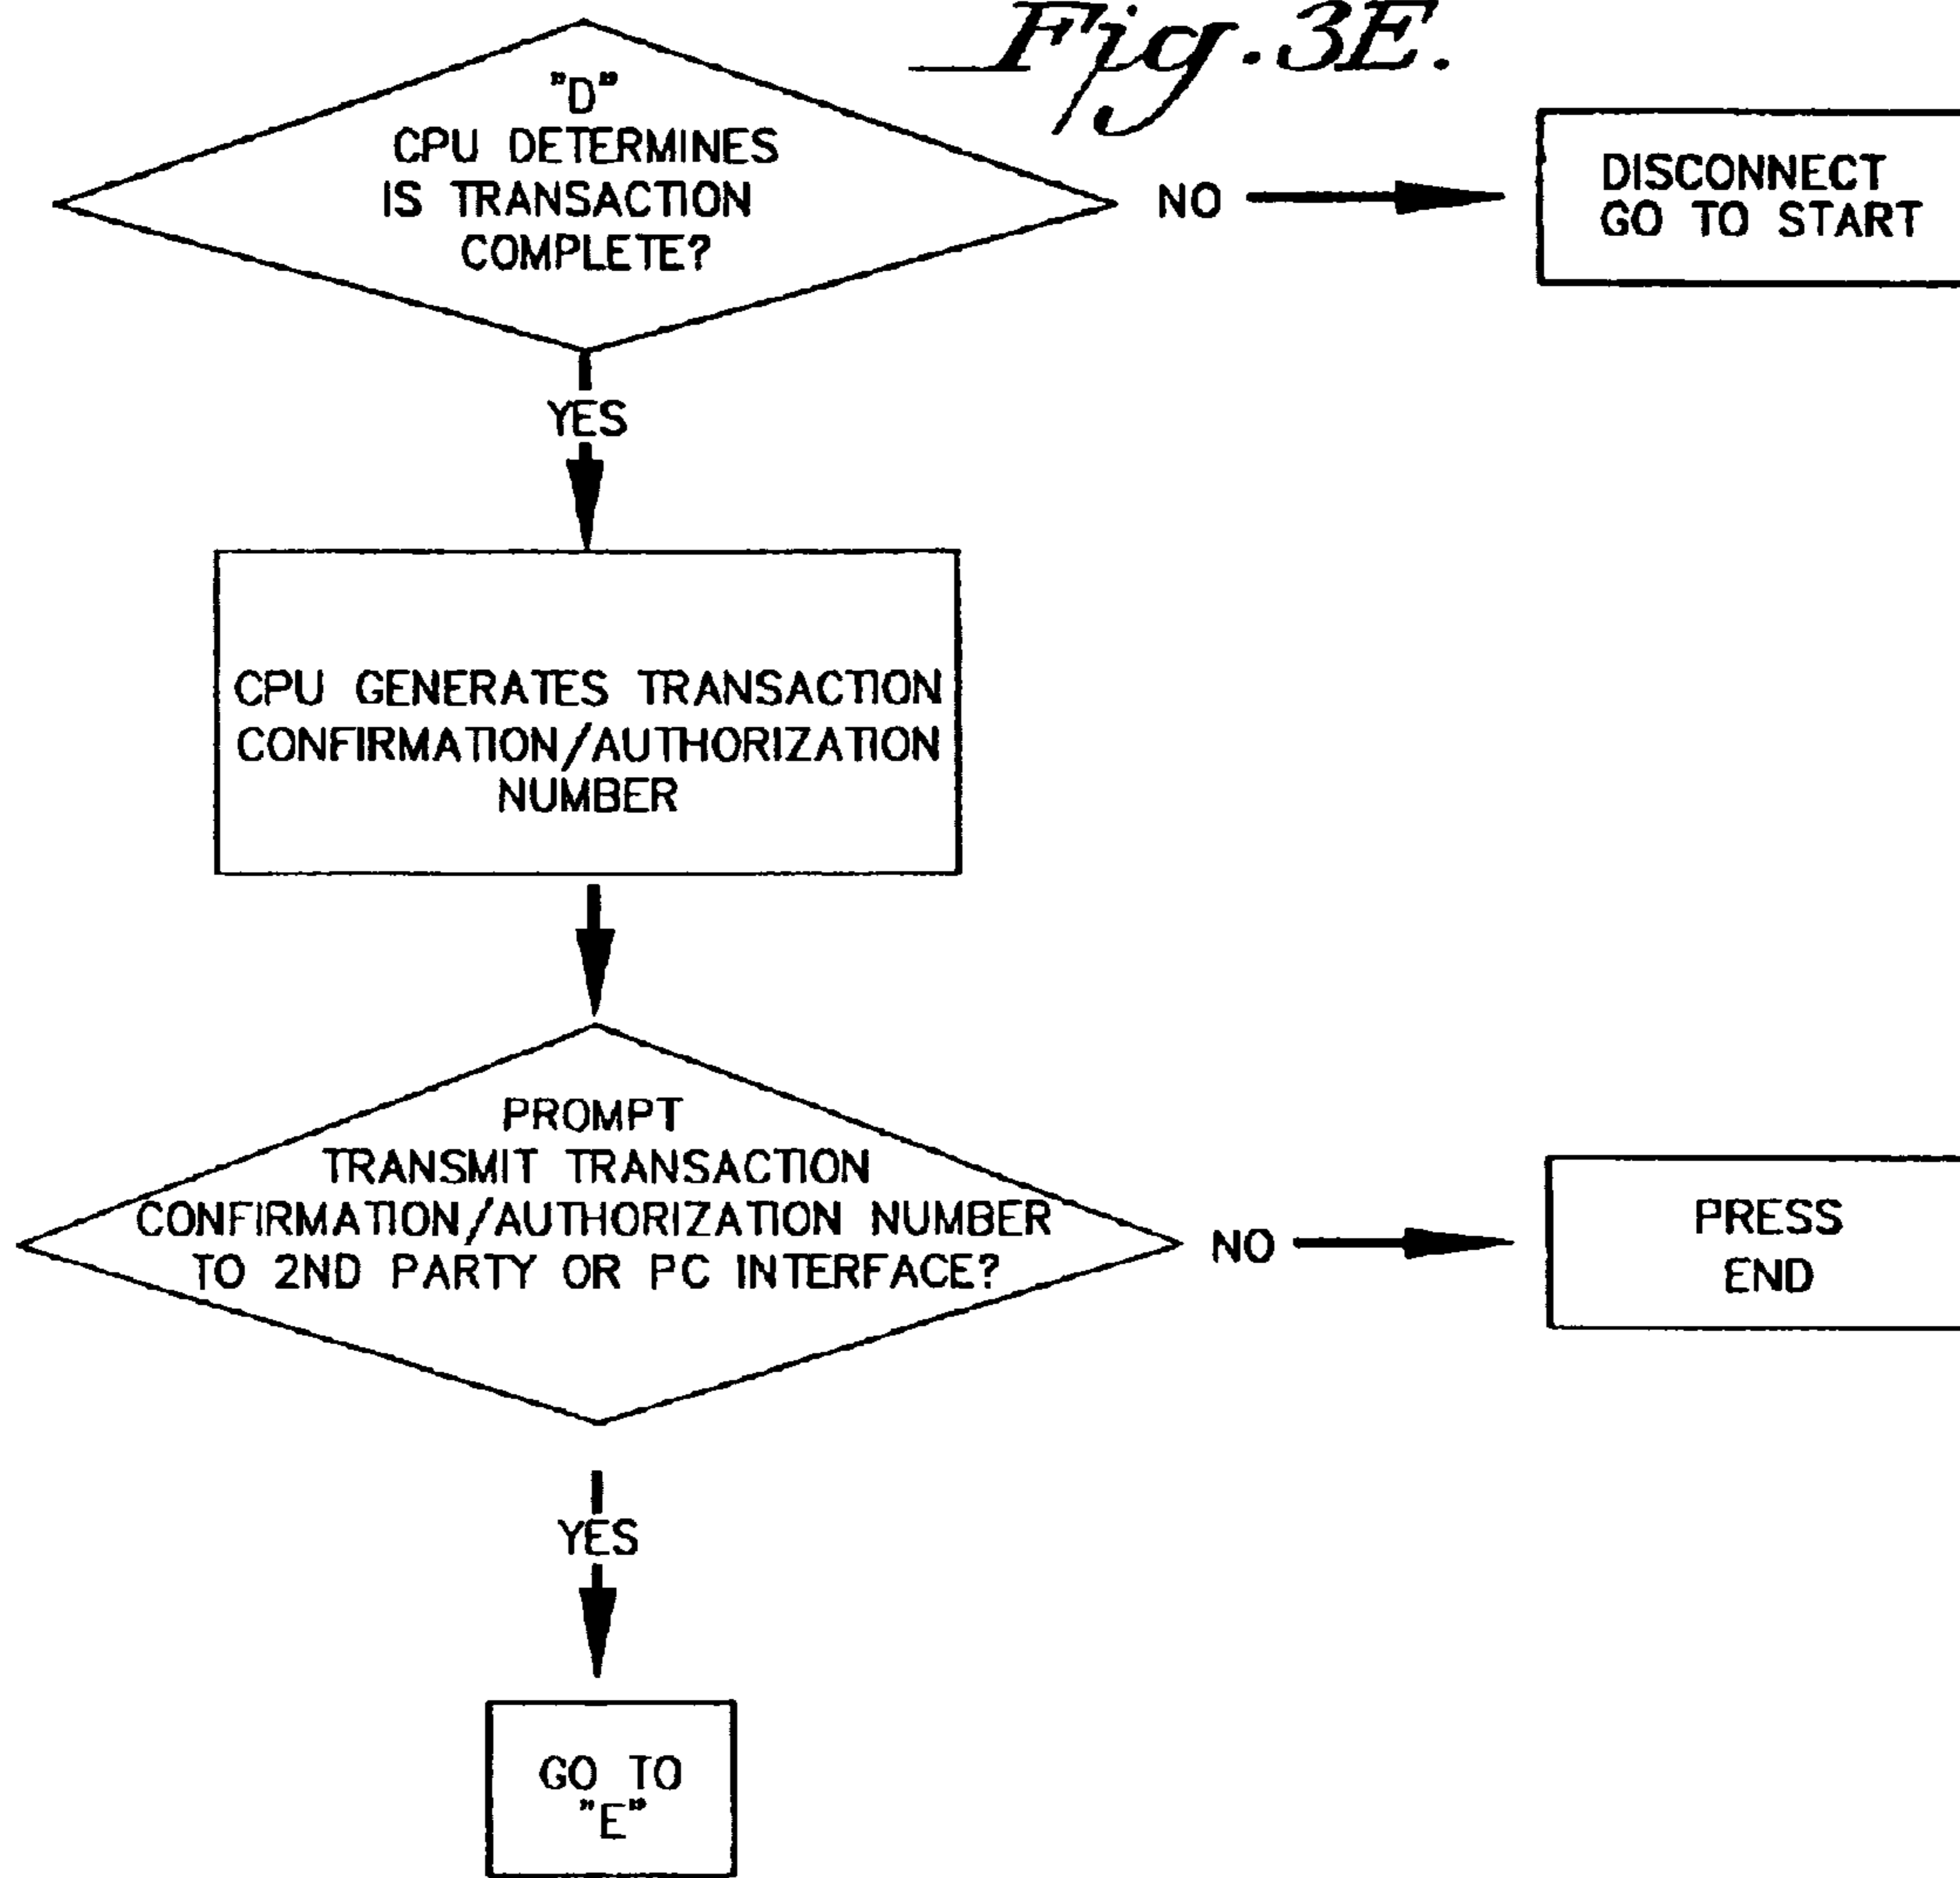 Fig. 3E.
"D"
CPU DETERMINES
IS TRANSACTION
COMPLETE?
NO
DISCONNECT
GO TO START
YES
CPU GENERATES TRANSACTION
CONFIRMATION/AUTHORIZATION
NUMBER
PROMPT
TRANSMIT TRANSACTION
CONFIRMATION/AUTHORIZATION NUMBER
TO 2ND PARTY OR PC INTERFACE?
NO
PRESS
END
YES
GO TO
"E"